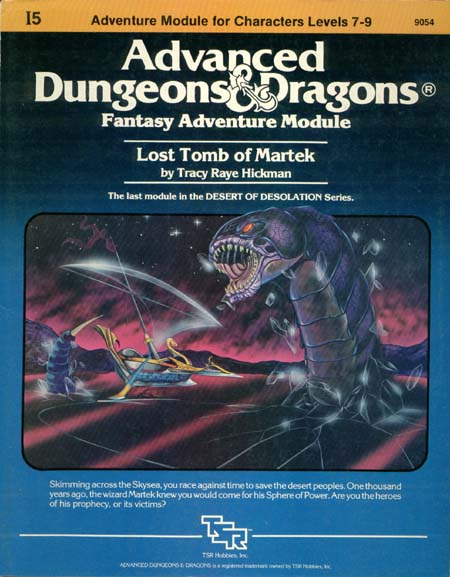 I5 Adventure Module for Characters Levels 7-9 9054
Advanced
Dungeons & Dragons®
Fantasy Adventure Module
Lost Tomb of Martek
by Tracy Raye Hickman
The last module in the DESERT OF DESOLATION Series.
Skimming across the Skysea, you race against time to save the desert peoples. One thousand
years ago, the wizard Martek knew you would come for his Sphere of Power. Are you the heroes
of his prophecy, or its victims?
TSR
TSR Hobbies, Inc.
ADVANCED DUNGEONS & DRAGONS is a registered trademark owned by TSR Hobbies, Inc.